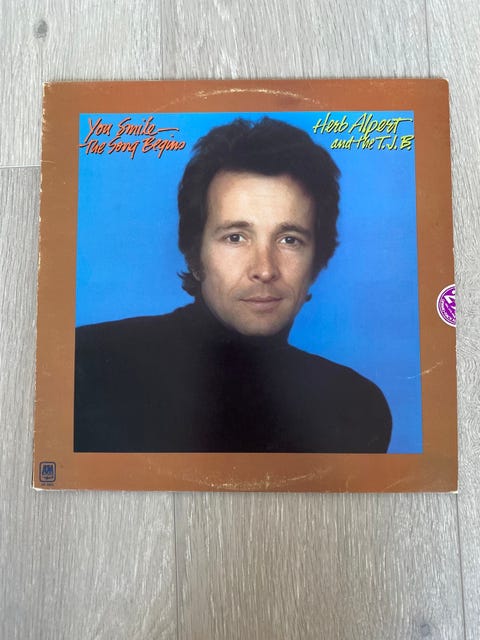 You Smile—
—The Song Begins
Herb Alpert
and the T.J.B.
A&M